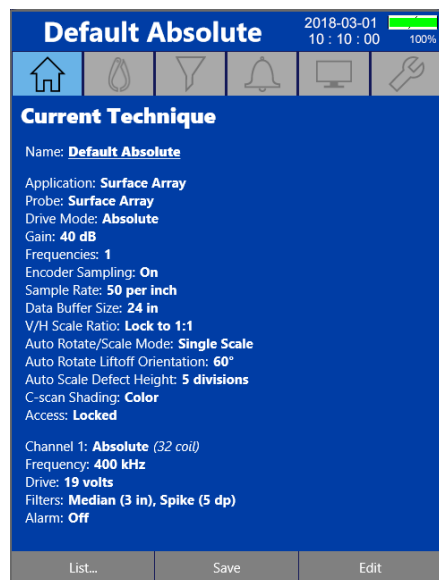 Default Absolute
2018-03-01
10 : 10 : 00
100%
Current Technique
Name: Default Absolute
Application: Surface Array
Probe: Surface Array
Drive Mode: Absolute
Gain: 40 dB
Frequencies: 1
Encoder Sampling: On
Sample Rate: 50 per inch
Data Buffer Size: 24 in
V/H Scale Ratio: Lock to 1:1
Auto Rotate/Scale Mode: Single Scale
Auto Rotate Liftoff Orientation: 60°
Auto Scale Defect Height: 5 divisions
C-scan Shading: Color
Access: Locked
Channel 1: Absolute (32 coil)
Frequency: 400 kHz
Drive: 19 volts
Filters: Median (3 in), Spike (5 dp)
Alarm: Off
List...
Save
Edit